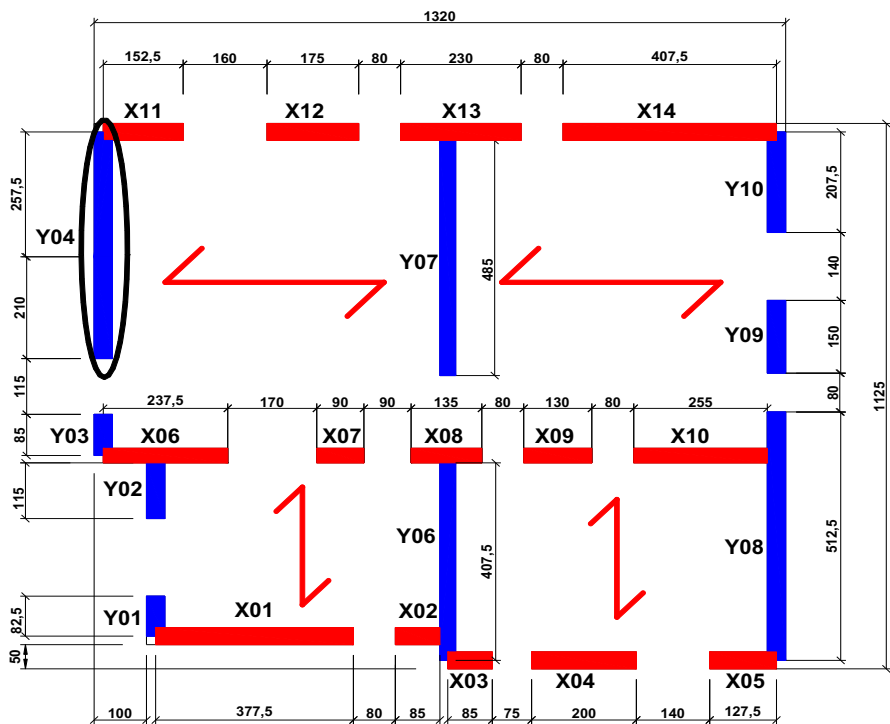 1320
152,5 160 175 80 230 80 407,5
X11 X12 X13 X14
257,5 Y10 207,5
Y04 Y07 485 140
210 Y09 150
115 80 1125
237,5 170 90 90 135 80 130 80 255
85 Y03 X06 X07 X08 X09 X10
115 Y02
Y06 407,5 Y08 512,5
82,5 Y01 X01 X02
50
X03 X04 X05
100 377,5 80 85 85 75 200 140 127,5